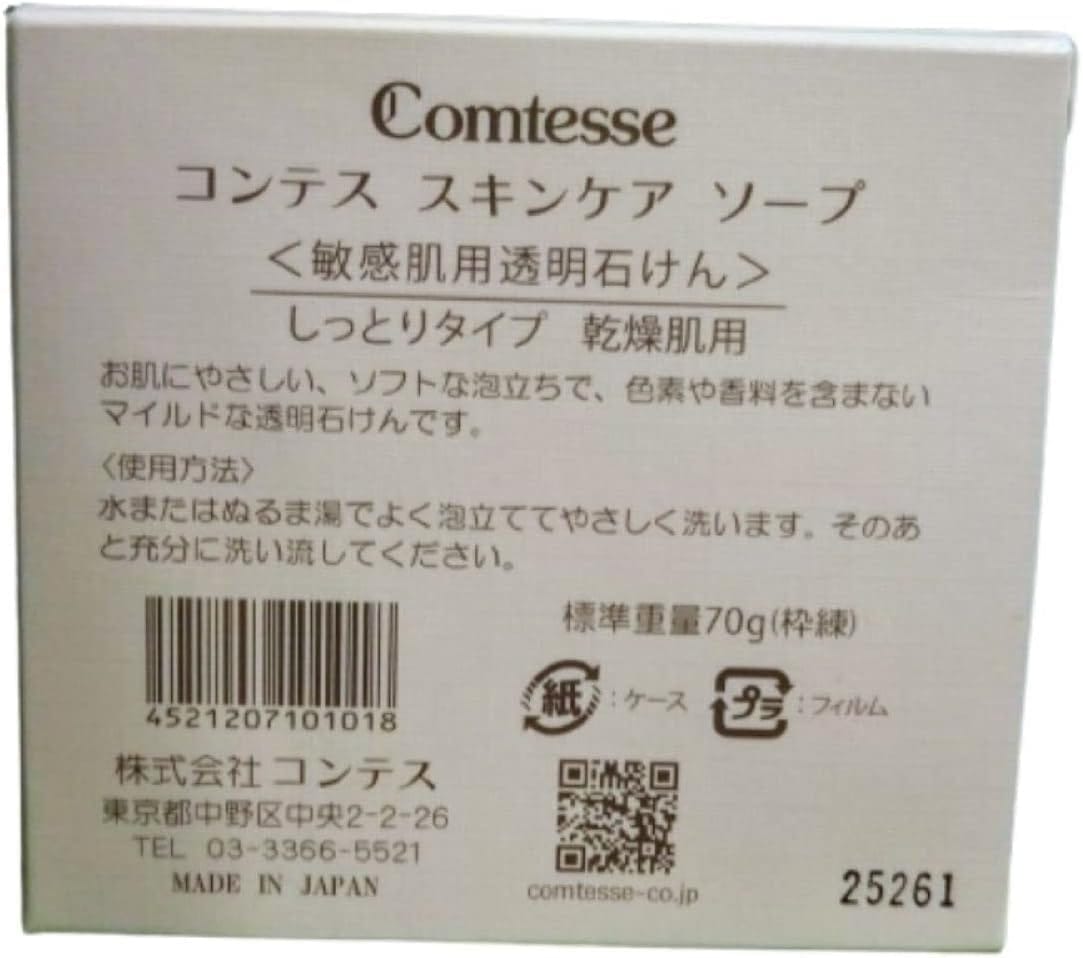 Comtesse
コンテス スキンケア ソープ
＜敏感肌用透明石けん＞
しっとりタイプ 乾燥肌用
お肌にやさしい、ソフトな泡立ちで、色素や香料を含まない
マイルドな透明石けんです。
〈使用方法〉
水またはぬるま湯でよく泡立ててやさしく洗います。そのあ
と充分に洗い流してください。
4521207101018
標準重量70g(枠練)
紙:ケース プラ:フィルム
株式会社 コンテス
東京都中野区中央2-2-26
TEL 03-3366-5521
MADE IN JAPAN
comtesse-co.jp
25261